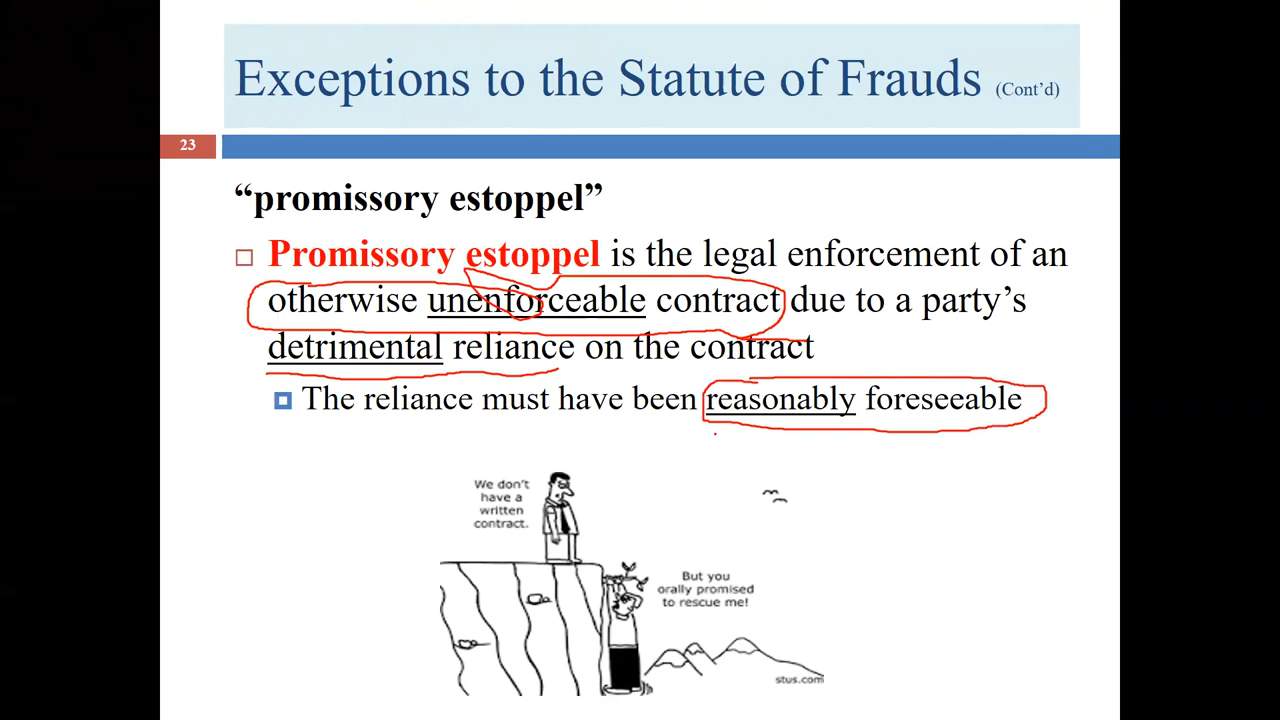 Exceptions to the Statute of Frauds (Cont’d)
23
“promissory estoppel”
Promissory estoppel is the legal enforcement of an
otherwise unenforceable contract due to a party’s
detrimental reliance on the contract
The reliance must have been reasonably foreseeable
We don't
have a
written
contract.
But you
orally promised
to rescue me!
stus.com